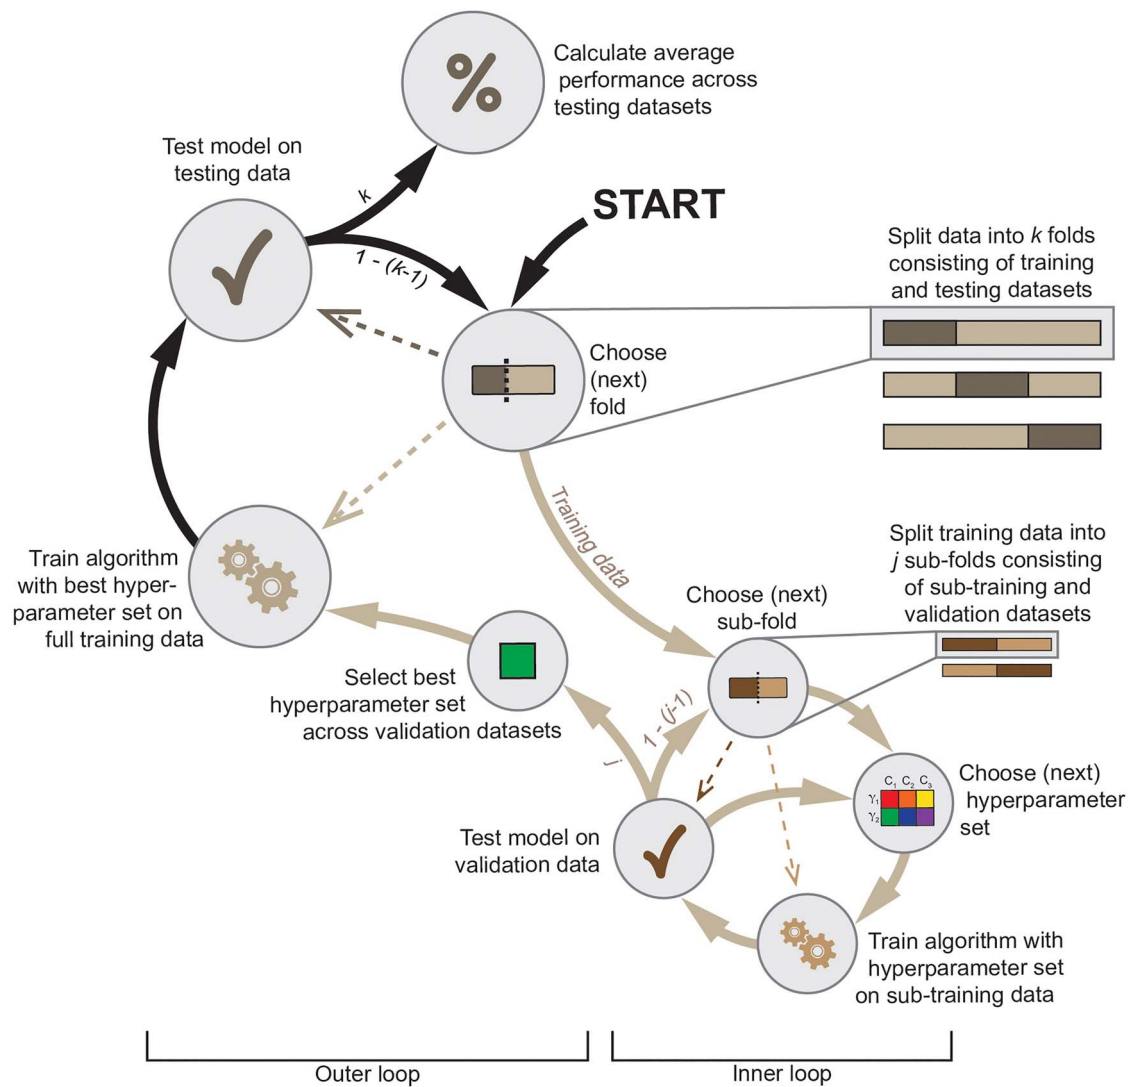 Calculate average
performance across
testing datasets
Test model on
testing data
k
START
1 - (k-1)
Split data into k folds
consisting of training
and testing datasets
Choose
(next)
fold
Training data
Split training data into
j sub-folds consisting
of sub-training and
validation datasets
Train algorithm
with best hyper-
parameter set on
full training data
Choose (next)
sub-fold
Select best
hyperparameter set
across validation datasets
j
1 - (j-1)
C1 C2 C3
γ1
γ2
Choose (next)
hyperparameter
set
Test model on
validation data
Train algorithm with
hyperparameter set
on sub-training data
Outer loop
Inner loop